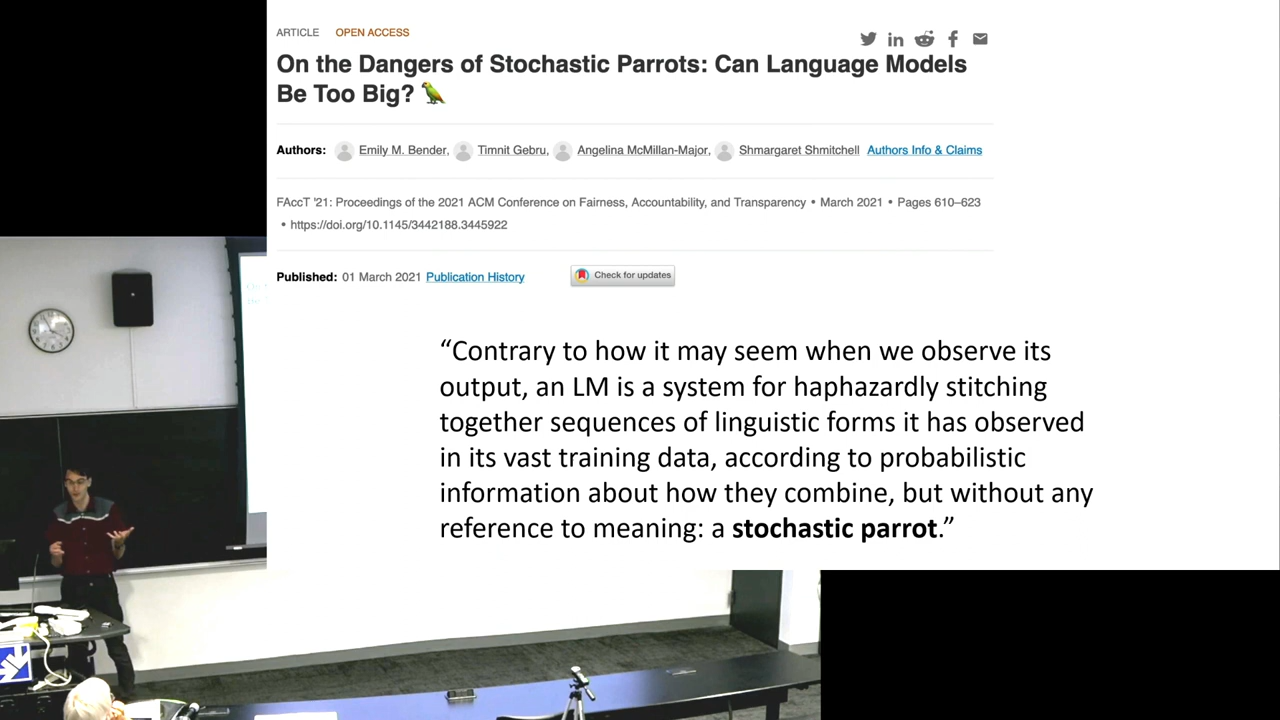 ARTICLE OPEN ACCESS
On the Dangers of Stochastic Parrots: Can Language Models
Be Too Big? 🦜
Authors: Emily M. Bender, Timnit Gebru, Angelina McMillan-Major, Shmargaret Shmitchell Authors Info & Claims
FAccT '21: Proceedings of the 2021 ACM Conference on Fairness, Accountability, and Transparency • March 2021 • Pages 610–623
• https://doi.org/10.1145/3442188.3445922
Published: 01 March 2021 Publication History Check for updates
“Contrary to how it may seem when we observe its
output, an LM is a system for haphazardly stitching
together sequences of linguistic forms it has observed
in its vast training data, according to probabilistic
information about how they combine, but without any
reference to meaning: a stochastic parrot.”